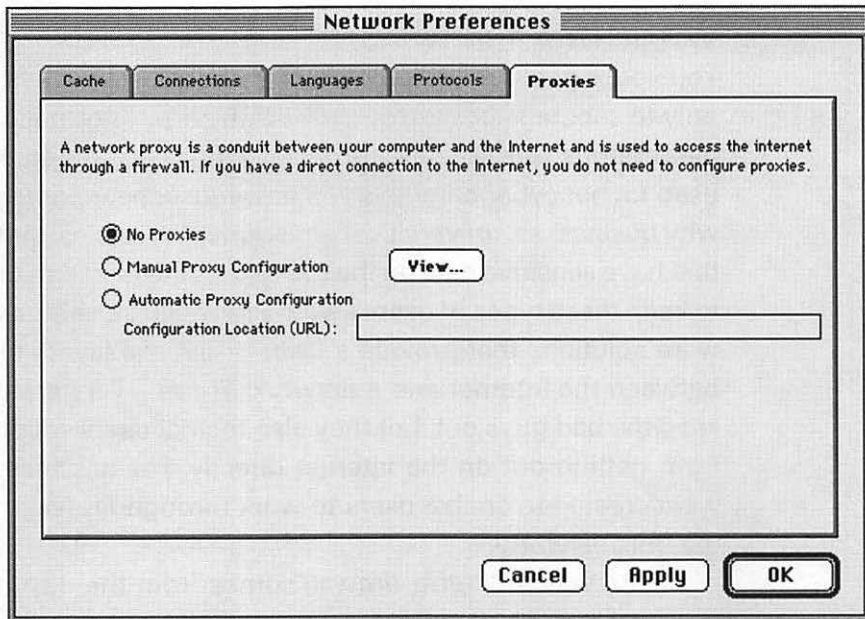 Network Preferences
Cache Connections Languages Protocols Proxies
A network proxy is a conduit between your computer and the Internet and is used to access the internet
through a firewall. If you have a direct connection to the Internet, you do not need to configure proxies.
No Proxies
Manual Proxy Configuration View...
Automatic Proxy Configuration
Configuration Location (URL):
Cancel Apply OK